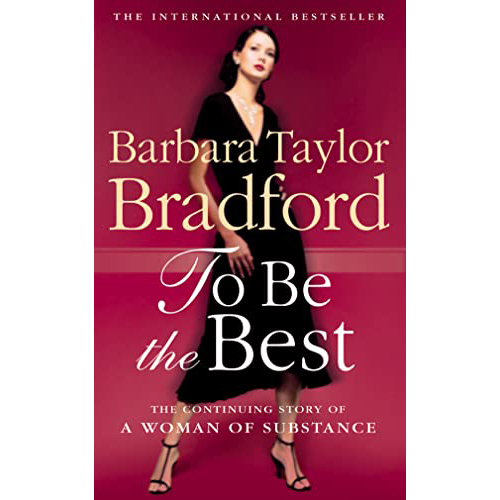 THE INTERNATIONAL BESTSELLER
Barbara Taylor
Bradford
To Be
the Best
THE CONTINUING STORY OF
A WOMAN OF SUBSTANCE